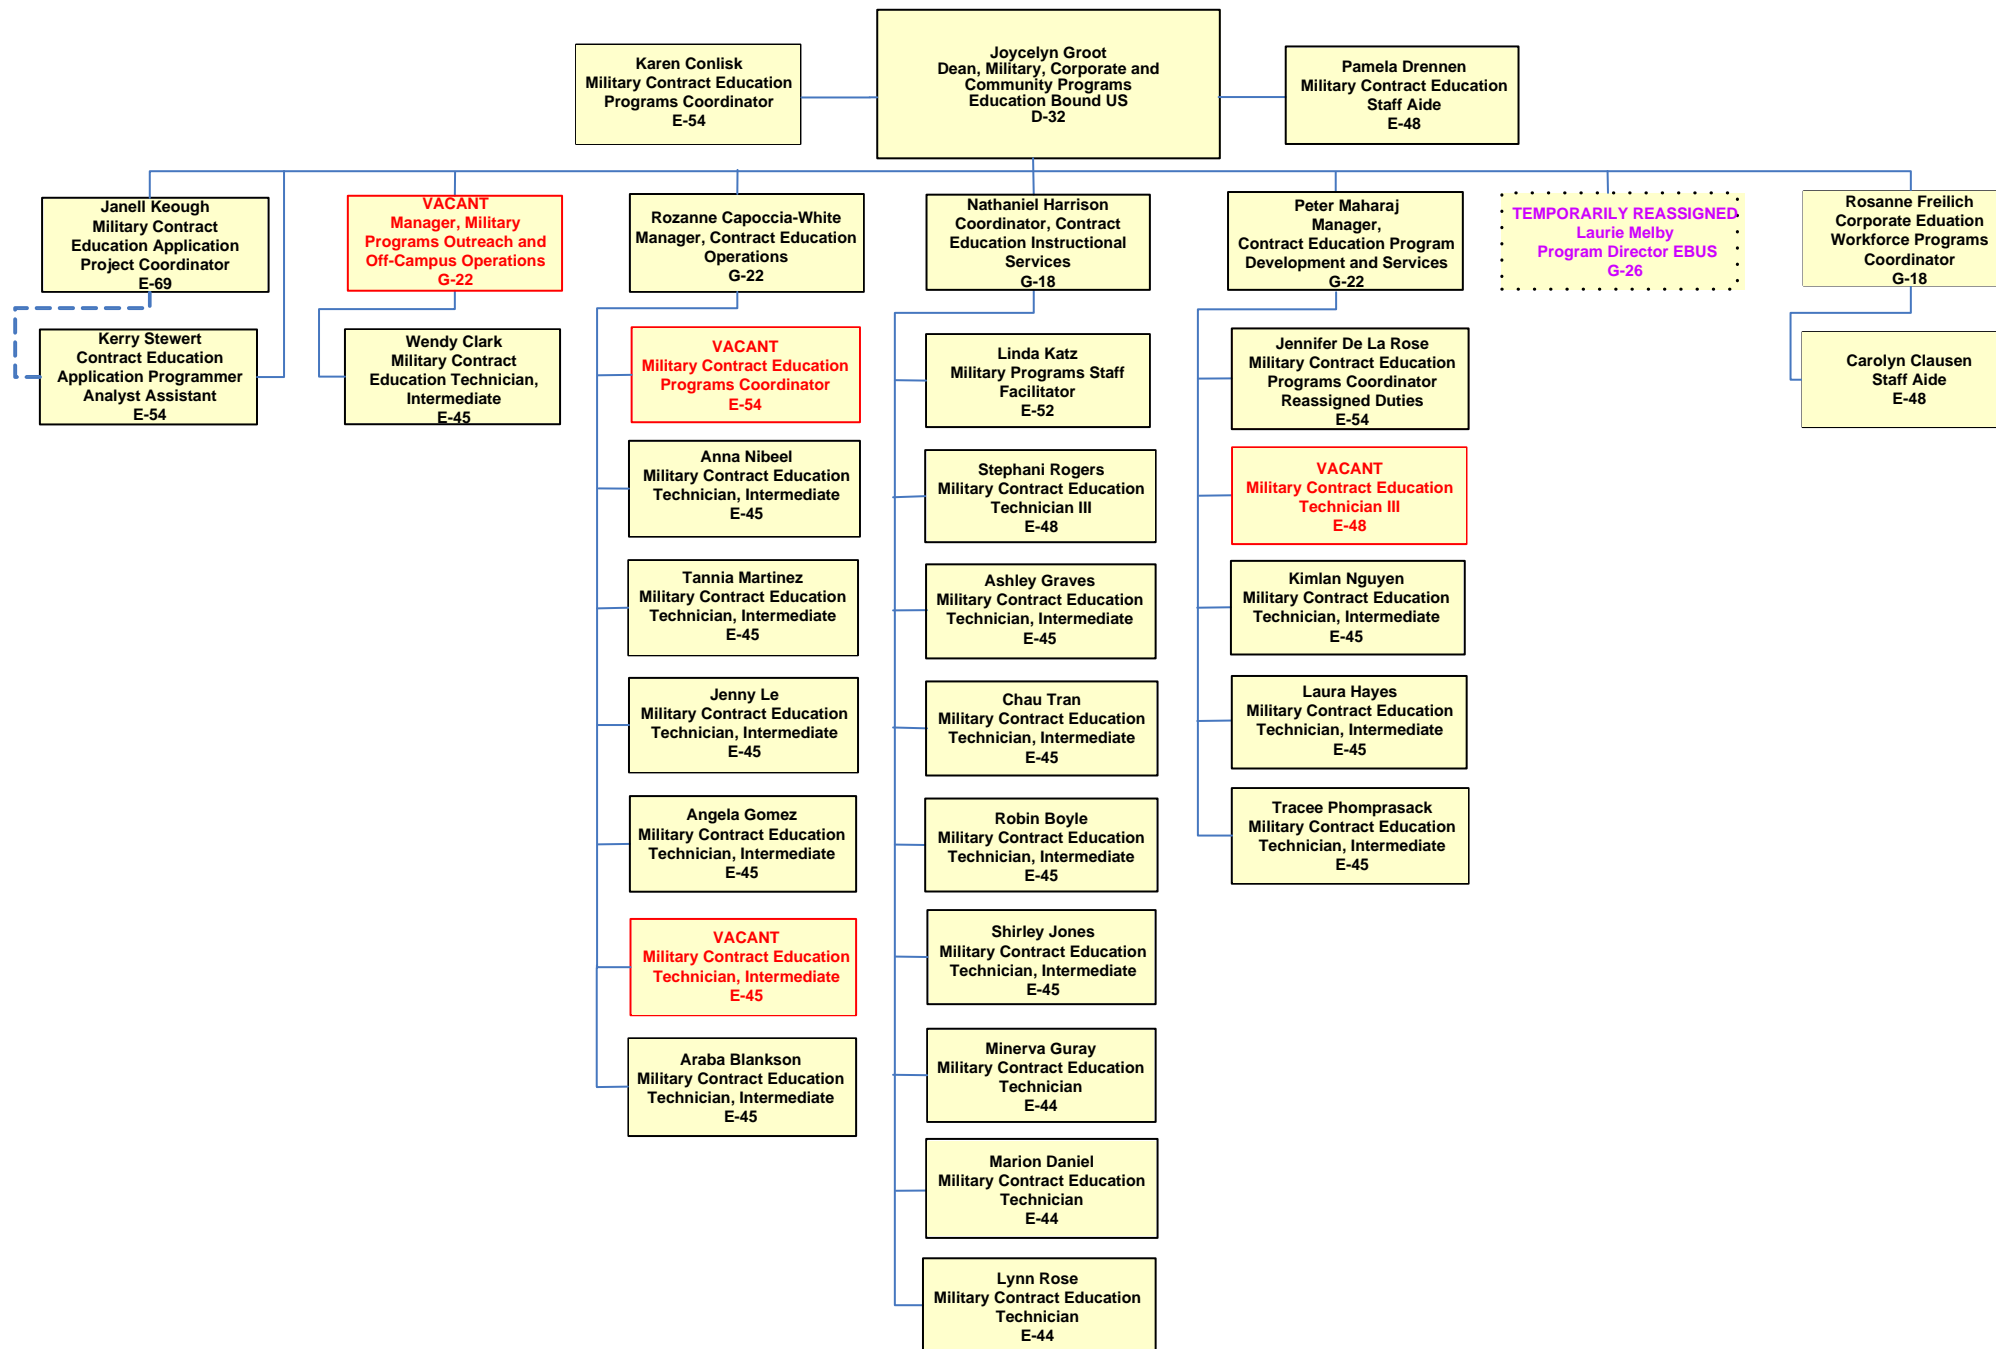 Joycelyn Groot
Dean, Military, Corporate and
Community Programs
Education Bound US
D-32
Karen Conlisk
Military Contract Education
Programs Coordinator
E-54
Pamela Drennen
Military Contract Education
Staff Aide
E-48
Janell Keough
Military Contract
Education Application
Project Coordinator
E-69
VACANT
Manager, Military
Programs Outreach and
Off-Campus Operations
G-22
Rozanne Capoccia-White
Manager, Contract Education
Operations
G-22
Nathaniel Harrison
Coordinator, Contract
Education Instructional
Services
G-18
Peter Maharaj
Manager,
Contract Education Program
Development and Services
G-22
TEMPORARILY REASSIGNED
Laurie Melby
Program Director EBUS
G-26
Rosanne Freilich
Corporate Eduation
Workforce Programs
Coordinator
G-18
Kerry Stewert
Contract Education
Application Programmer
Analyst Assistant
E-54
Wendy Clark
Military Contract
Education Technician,
Intermediate
E-45
VACANT
Military Contract Education
Programs Coordinator
E-54
Anna Nibeel
Military Contract Education
Technician, Intermediate
E-45
Tannia Martinez
Military Contract Education
Technician, Intermediate
E-45
Jenny Le
Military Contract Education
Technician, Intermediate
E-45
Angela Gomez
Military Contract Education
Technician, Intermediate
E-45
VACANT
Military Contract Education
Technician, Intermediate
E-45
Araba Blankson
Military Contract Education
Technician, Intermediate
E-45
Linda Katz
Military Programs Staff
Facilitator
E-52
Stephani Rogers
Military Contract Education
Technician III
E-48
Ashley Graves
Military Contract Education
Technician, Intermediate
E-45
Chau Tran
Military Contract Education
Technician, Intermediate
E-45
Robin Boyle
Military Contract Education
Technician, Intermediate
E-45
Shirley Jones
Military Contract Education
Technician, Intermediate
E-45
Minerva Guray
Military Contract Education
Technician
E-44
Marion Daniel
Military Contract Education
Technician
E-44
Lynn Rose
Military Contract Education
Technician
E-44
Jennifer De La Rose
Military Contract Education
Programs Coordinator
Reassigned Duties
E-54
VACANT
Military Contract Education
Technician III
E-48
Kimlan Nguyen
Military Contract Education
Technician, Intermediate
E-45
Laura Hayes
Military Contract Education
Technician, Intermediate
E-45
Tracee Phomprasack
Military Contract Education
Technician, Intermediate
E-45
Carolyn Clausen
Staff Aide
E-48